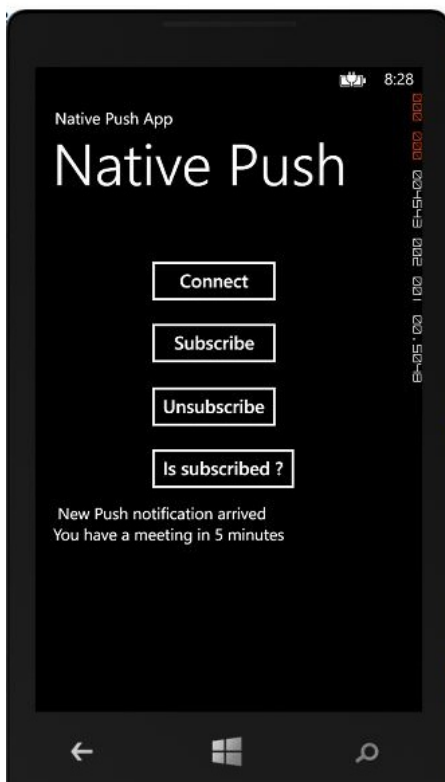 8:28
Native Push App
Native Push
Connect
Subscribe
Unsubscribe
Is subscribed ?
New Push notification arrived
You have a meeting in 5 minutes